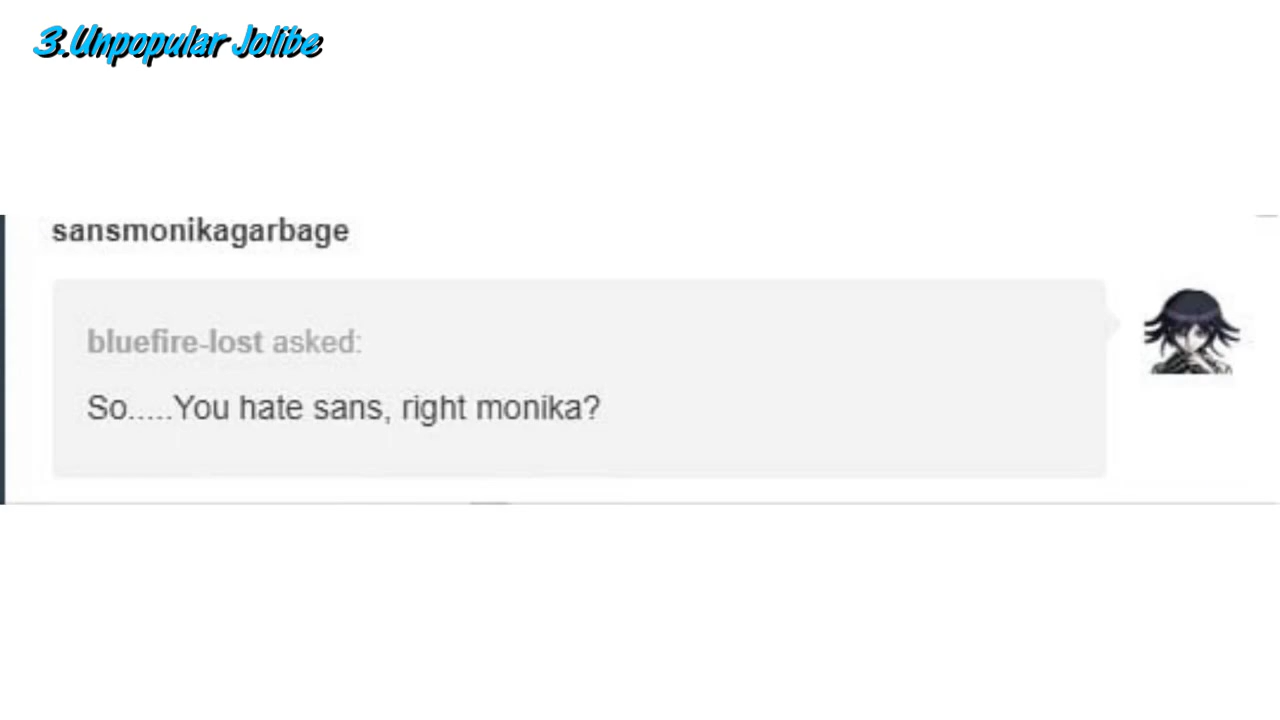 3.Unpopular Jolibe
sansmonikagarbage
bluefire-lost asked:
So.....You hate sans, right monika?